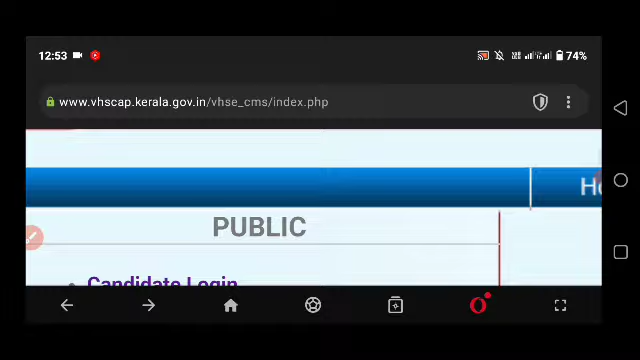 12:53
74%
www.vhscap.kerala.gov.in/vhse_cms/index.php
PUBLIC
Candidate Login